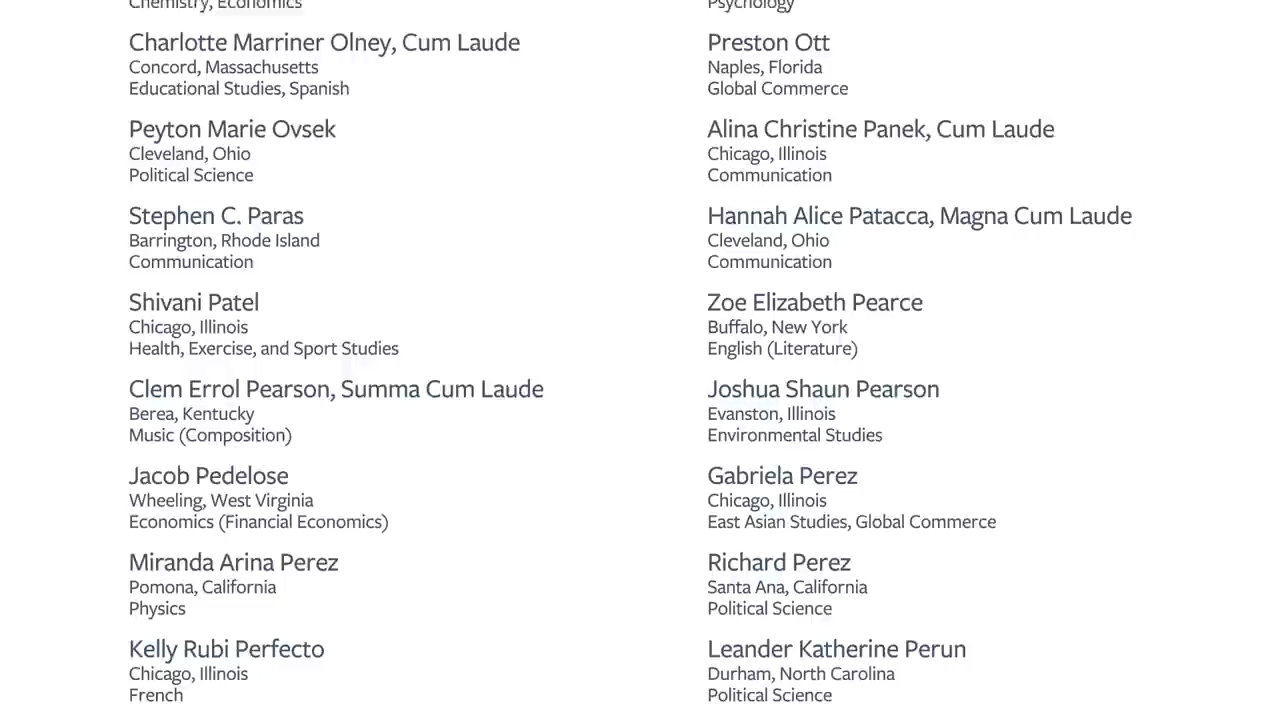 Chemistry, Economics
Charlotte Marriner Olney, Cum Laude
Concord, Massachusetts
Educational Studies, Spanish
Peyton Marie Ovsek
Cleveland, Ohio
Political Science
Stephen C. Paras
Barrington, Rhode Island
Communication
Shivani Patel
Chicago, Illinois
Health, Exercise, and Sport Studies
Clem Errol Pearson, Summa Cum Laude
Berea, Kentucky
Music (Composition)
Jacob Pedelose
Wheeling, West Virginia
Economics (Financial Economics)
Miranda Arina Perez
Pomona, California
Physics
Kelly Rubi Perfecto
Chicago, Illinois
French
Psychology
Preston Ott
Naples, Florida
Global Commerce
Alina Christine Panek, Cum Laude
Chicago, Illinois
Communication
Hannah Alice Patacca, Magna Cum Laude
Cleveland, Ohio
Communication
Zoe Elizabeth Pearce
Buffalo, New York
English (Literature)
Joshua Shaun Pearson
Evanston, Illinois
Environmental Studies
Gabriela Perez
Chicago, Illinois
East Asian Studies, Global Commerce
Richard Perez
Santa Ana, California
Political Science
Leander Katherine Perun
Durham, North Carolina
Political Science